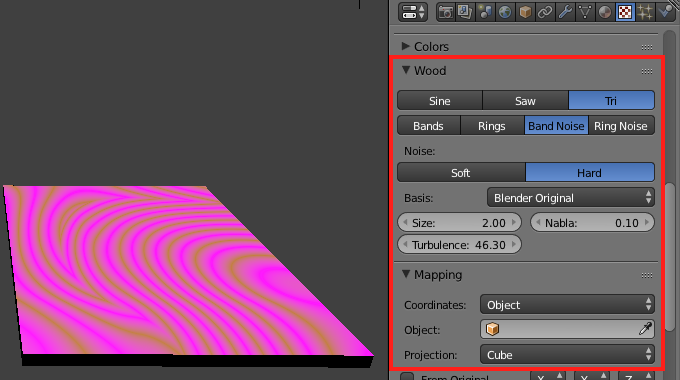 Colors
Wood
Sine Saw Tri
Bands Rings Band Noise Ring Noise
Noise:
Soft Hard
Basis: Blender Original
Size: 2.00 Nabla: 0.10
Turbulence: 46.30
Mapping
Coordinates: Object
Object:
Projection: Cube
From Original X Y Z